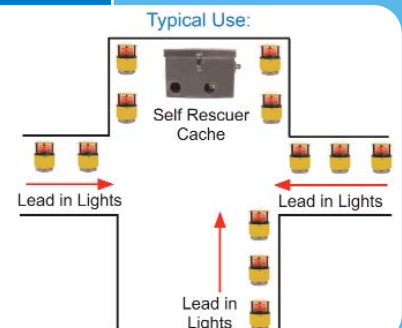 Typical Use:
Self Rescuer
Cache
Lead in Lights
Lead in Lights
Lead in
Lights